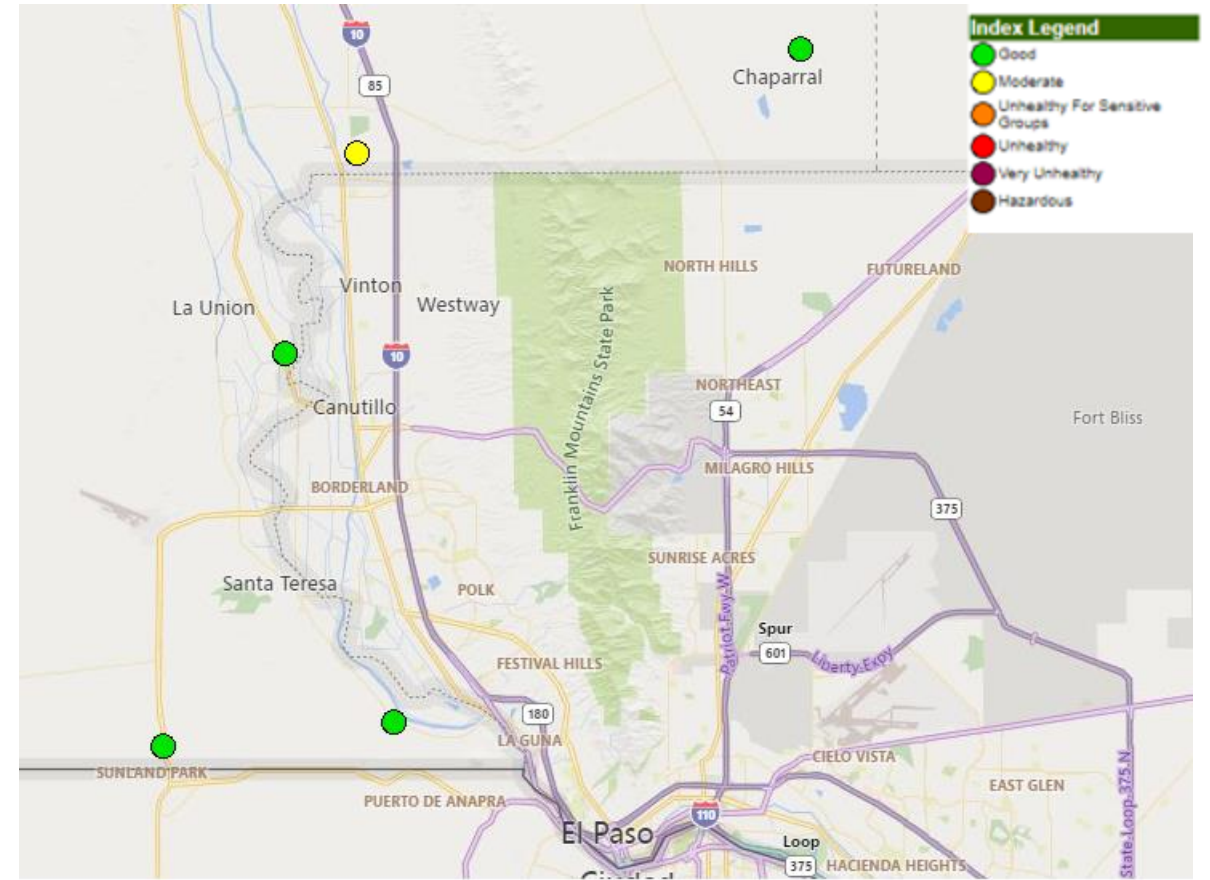 10
Index Legend
Good
Chaparral
85
Moderate
Unhealthy For Sensitive
Groups
Unhealthy
Very Unhealthy
Hazardous
NORTH HILLS
FUTURELAND
Vinton
La Union
Westway
Franklin Mountains State Park
10
NORTHEAST
Canutillo
54
Fort Bliss
MILAGRO HILLS
BORDERLAND
375
SUNRISE ACRES
Santa Teresa
POLK
Patriot Fwy W
Spur
601
Liberty Expy
FESTIVAL HILLS
180
LA GUNA
CIELO VISTA
SUNLAND PARK
EAST GLEN
PUERTO DE ANAPRA
State Loop 375 N
110
El Paso
Loop
375
HACIENDA HEIGHTS